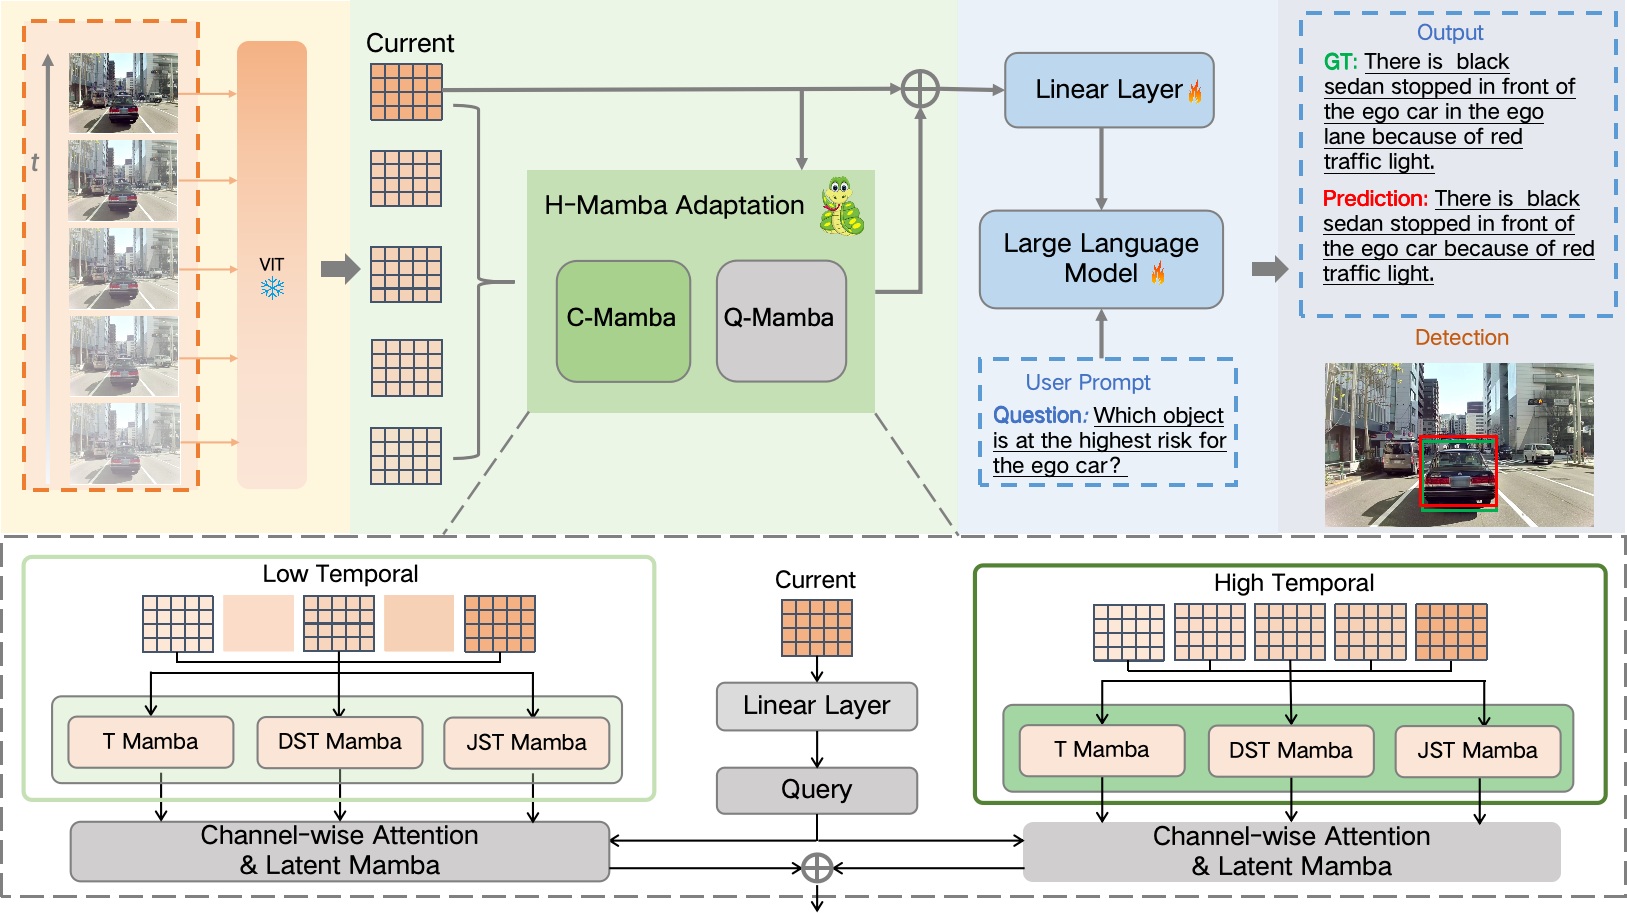 t
VIT
Current
H-Mamba Adaptation
C-Mamba
Q-Mamba
Linear Layer
Large Language
Model
User Prompt
Question: Which object
is at the highest risk for
the ego car?
Output
GT: There is black
sedan stopped in front of
the ego car in the ego
lane because of red
traffic light.
Prediction: There is black
sedan stopped in front of
the ego car because of red
traffic light.
Detection
Low Temporal
T Mamba
DST Mamba
JST Mamba
Channel-wise Attention
& Latent Mamba
Current
Linear Layer
Query
High Temporal
T Mamba
DST Mamba
JST Mamba
Channel-wise Attention
& Latent Mamba